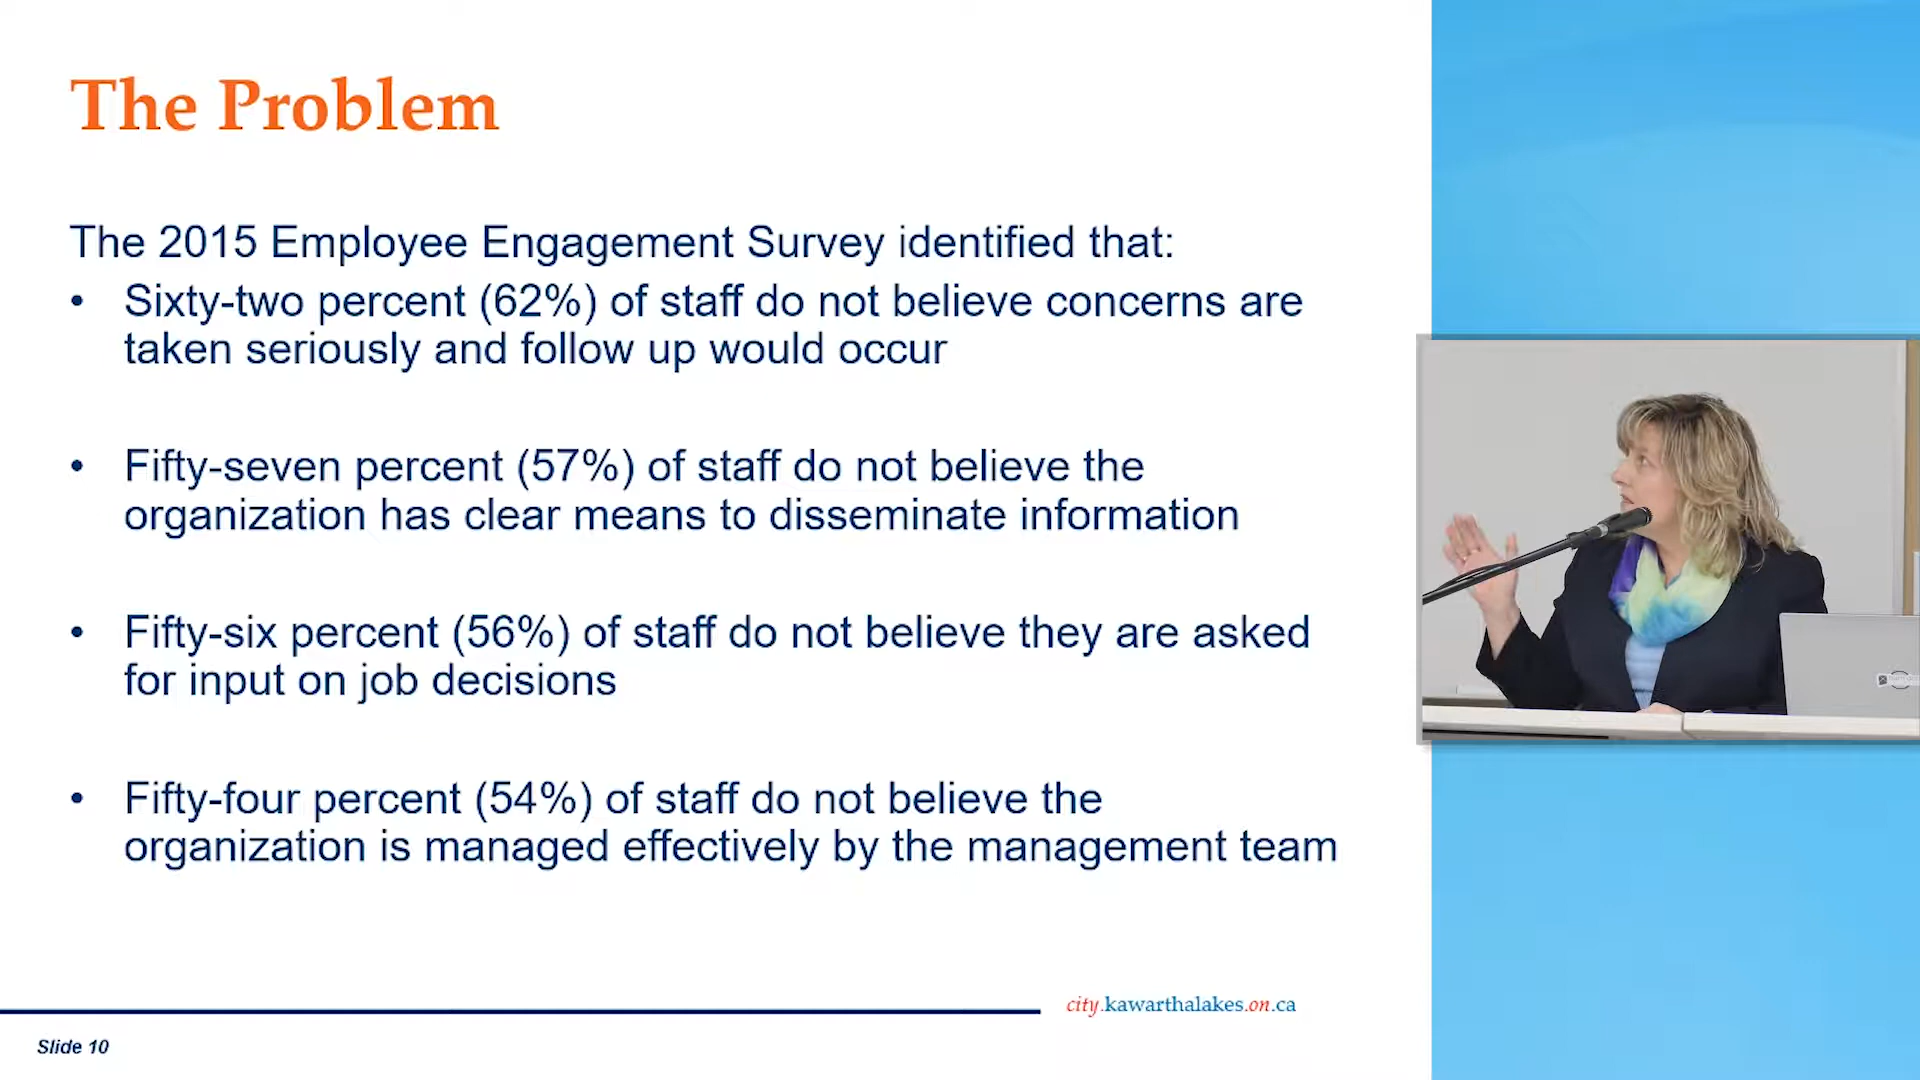 The Problem
The 2015 Employee Engagement Survey identified that:
• Sixty-two percent (62%) of staff do not believe concerns are
taken seriously and follow up would occur
• Fifty-seven percent (57%) of staff do not believe the
organization has clear means to disseminate information
• Fifty-six percent (56%) of staff do not believe they are asked
for input on job decisions
• Fifty-four percent (54%) of staff do not believe the
organization is managed effectively by the management team
city.kawarthalakes.on.ca
Slide 10